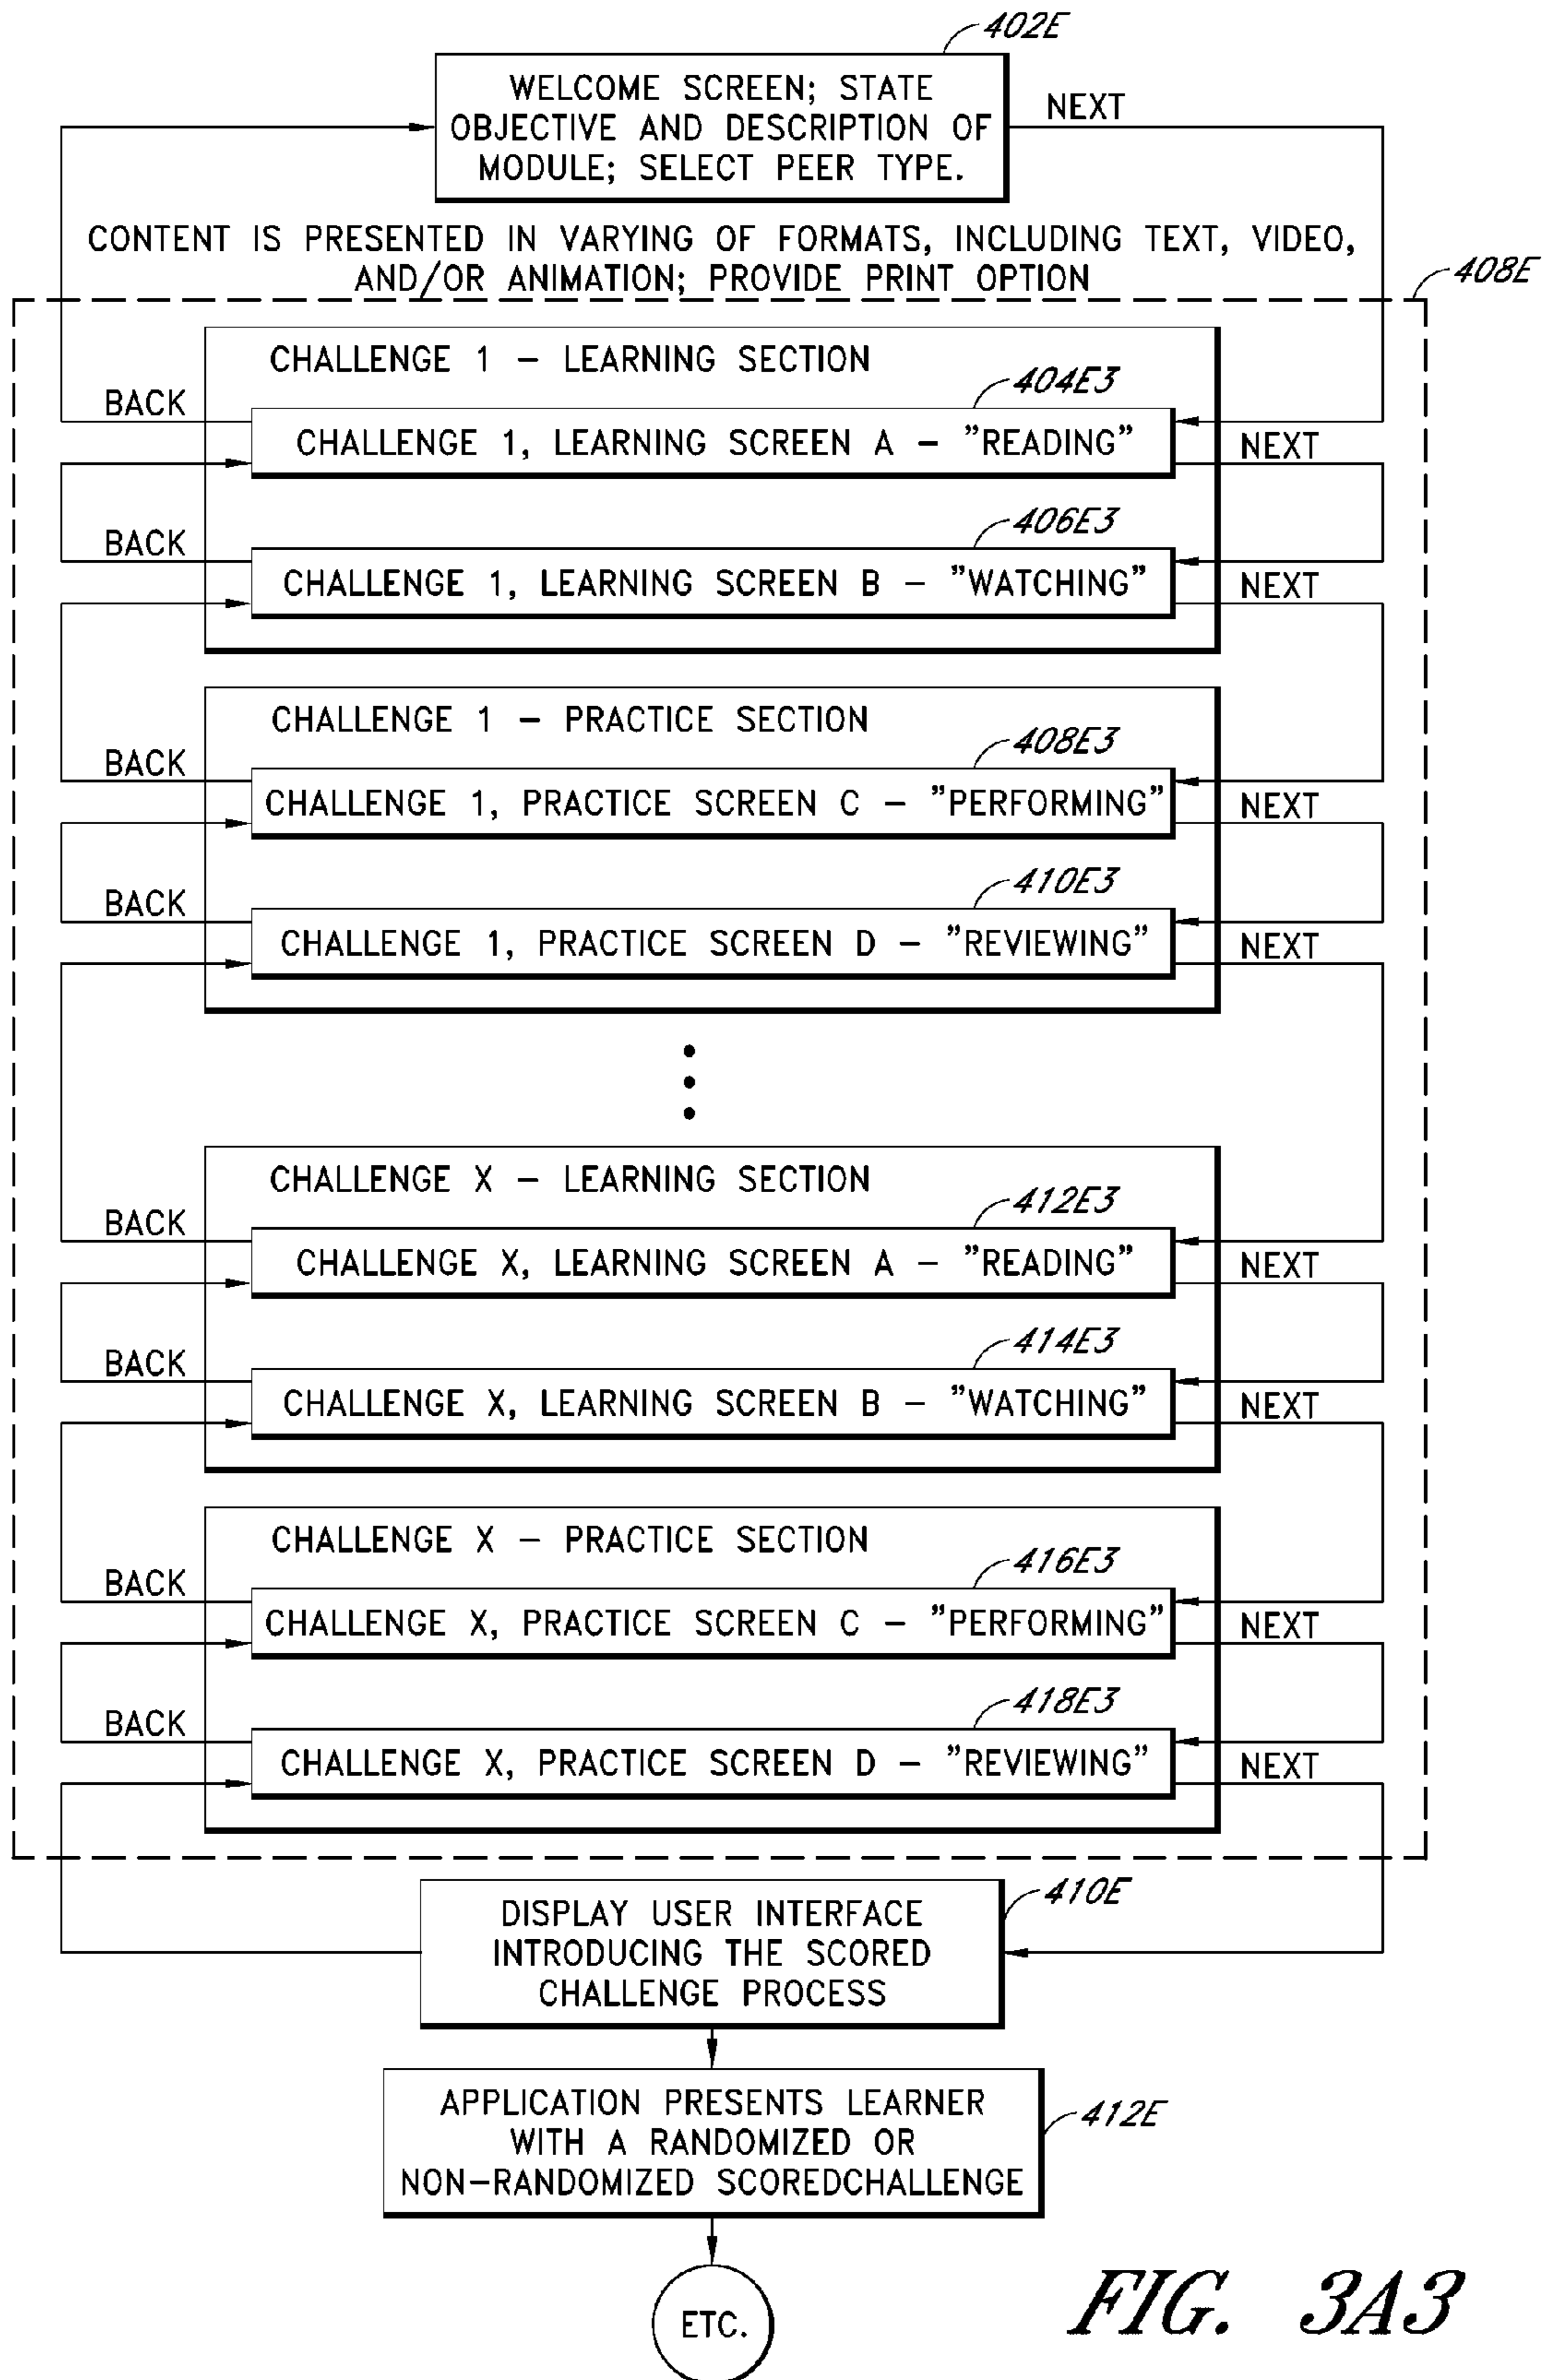 402E
WELCOME SCREEN; STATE
OBJECTIVE AND DESCRIPTION OF
MODULE; SELECT PEER TYPE.
NEXT
CONTENT IS PRESENTED IN VARYING OF FORMATS, INCLUDING TEXT, VIDEO,
AND/OR ANIMATION; PROVIDE PRINT OPTION
408E
CHALLENGE 1 – LEARNING SECTION
404E3
BACK
CHALLENGE 1, LEARNING SCREEN A – "READING"
NEXT
406E3
BACK
CHALLENGE 1, LEARNING SCREEN B – "WATCHING"
NEXT
CHALLENGE 1 – PRACTICE SECTION
408E3
BACK
CHALLENGE 1, PRACTICE SCREEN C – "PERFORMING"
NEXT
410E3
BACK
CHALLENGE 1, PRACTICE SCREEN D – "REVIEWING"
NEXT
CHALLENGE X – LEARNING SECTION
412E3
BACK
CHALLENGE X, LEARNING SCREEN A – "READING"
NEXT
414E3
BACK
CHALLENGE X, LEARNING SCREEN B – "WATCHING"
NEXT
CHALLENGE X – PRACTICE SECTION
416E3
BACK
CHALLENGE X, PRACTICE SCREEN C – "PERFORMING"
NEXT
418E3
BACK
CHALLENGE X, PRACTICE SCREEN D – "REVIEWING"
NEXT
410E
DISPLAY USER INTERFACE
INTRODUCING THE SCORED
CHALLENGE PROCESS
412E
APPLICATION PRESENTS LEARNER
WITH A RANDOMIZED OR
NON–RANDOMIZED SCOREDCHALLENGE
ETC.
FIG. 3A3